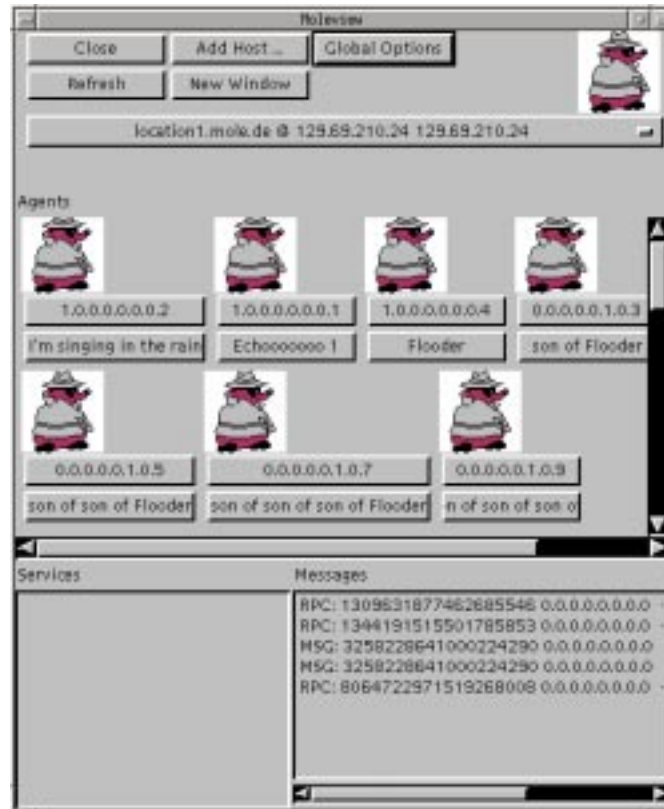 Moleview
Close Add Host ... Global Options
Refresh New Window
location1.mole.de @ 129.69.210.24 129.69.210.24
Agents
1.0.0.0.0.0.0.2 1.0.0.0.0.0.0.1 1.0.0.0.0.0.0.4 0.0.0.0.0.1.0.3
I'm singing in the rain Echooooooo 1 Flooder son of Flooder
0.0.0.0.0.1.0.5 0.0.0.0.0.1.0.7 0.0.0.0.0.1.0.9
son of son of Flooder son of son of son of Flooder n of son of son o
Services Messages
RPC: 1309631877462685546 0.0.0.0.0.0.0.0 -
RPC: 1344191515501785853 0.0.0.0.0.0.0.0 -
MSG: 3258228641000224290 0.0.0.0.0.0.0.0
MSG: 3258228641000224290 0.0.0.0.0.0.0.0
RPC: 8064722971519268008 0.0.0.0.0.0.0.0 -